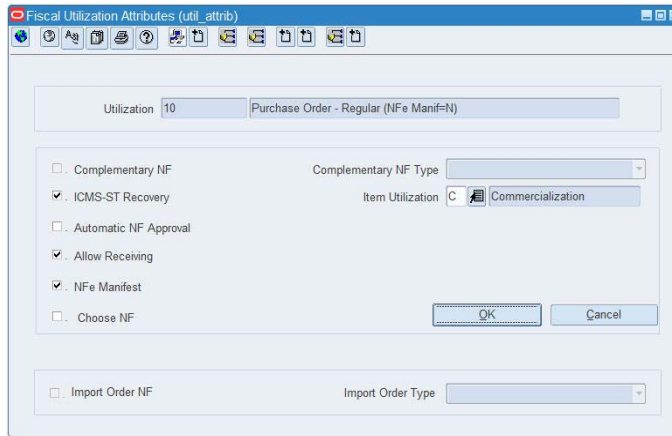 Fiscal Utilization Attributes (util_attrib)
Utilization 10 Purchase Order - Regular (NFe Manif=N)
Complementary NF Complementary NF Type
ICMS-ST Recovery Item Utilization C Commercialization
Automatic NF Approval
Allow Receiving
NFe Manifest
Choose NF OK Cancel
Import Order NF Import Order Type